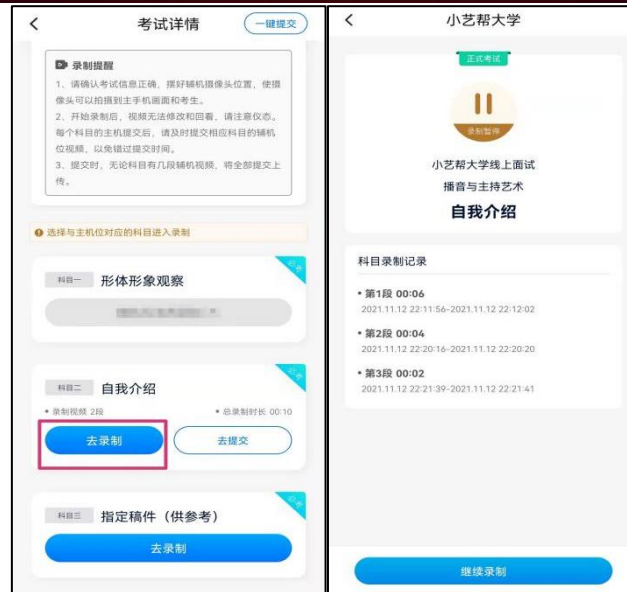 考试详情
一键提交
录制提醒
1、请确认考试信息正确，摆好辅机摄像头位置，使摄
像头可以拍摄到主手机画面和考生。
2、开始录制后，视频无法修改和回看，请注意仪态。
每个科目的主机提交后，请及时提交相应科目的辅机
位视频，以免错过提交时间。
3、提交时，无论科目有几段辅机视频，将全部提交上
传。
选择与主机位对应的科目进入录制
科目一 形体形象观察
必考
科目二 自我介绍
必考
• 录制视频 2段
• 总录制时长 00:10
去录制
去提交
科目三 指定稿件（供参考）
必考
去录制
小艺帮大学
正式考试
录制暂停
小艺帮大学线上面试
播音与主持艺术
自我介绍
科目录制记录
• 第1段 00:06
2021.11.12 22:11:56-2021.11.12 22:12:02
• 第2段 00:04
2021.11.12 22:20:16-2021.11.12 22:20:20
• 第3段 00:02
2021.11.12 22:21:39-2021.11.12 22:21:41
继续录制